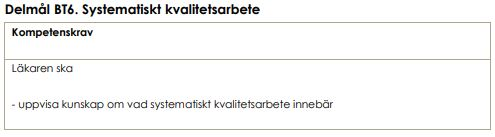 Delmål BT6. Systematiskt kvalitetsarbete
Kompetenskrav
Läkaren ska
- uppvisa kunskap om vad systematiskt kvalitetsarbete innebär